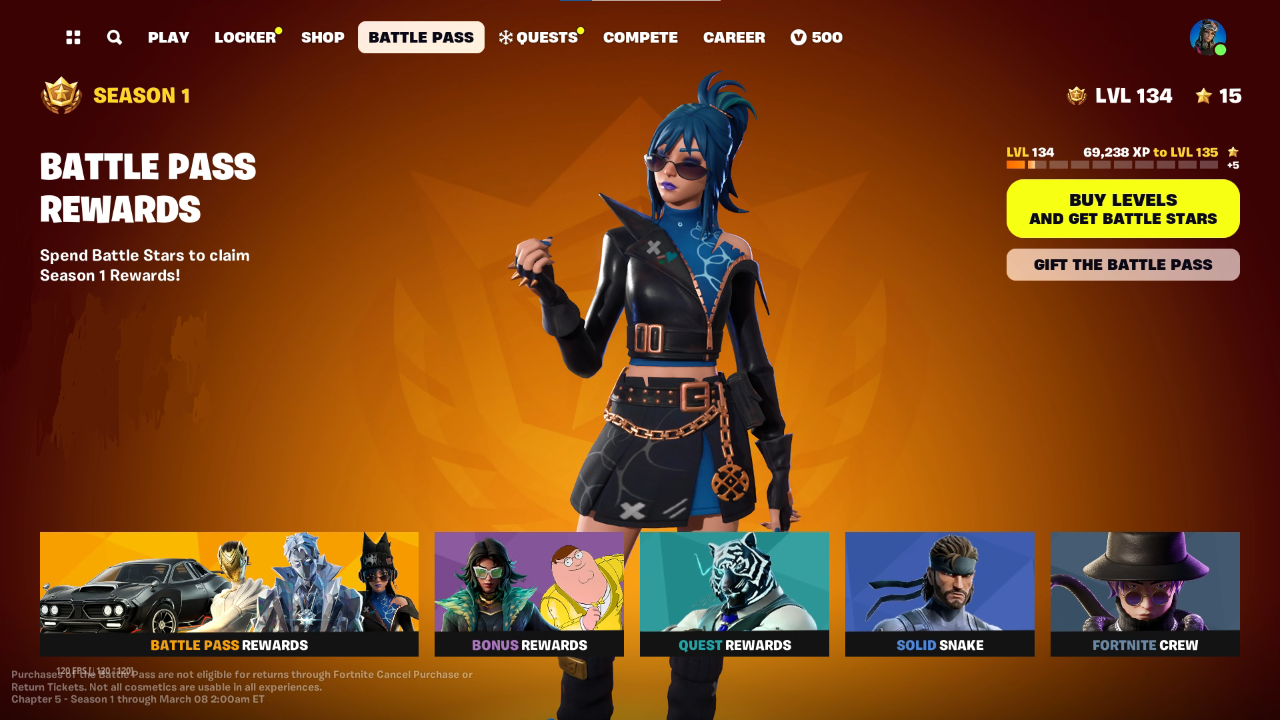 PLAY LOCKER SHOP BATTLE PASS QUESTS COMPETE CAREER 500
SEASON 1
LVL 134 15
BATTLE PASS
REWARDS
Spend Battle Stars to claim
Season 1 Rewards!
LVL 134 69,238 XP to LVL 135
+5
BUY LEVELS
AND GET BATTLE STARS
GIFT THE BATTLE PASS
BATTLE PASS REWARDS
BONUS REWARDS
QUEST REWARDS
SOLID SNAKE
FORTNITE CREW
120 FPS [ 120 : 120]
Purchases of the Battle Pass are not eligible for returns through Fortnite Cancel Purchase or
Return Tickets. Not all cosmetics are usable in all experiences.
Chapter 5 - Season 1 through March 08 2:00am ET